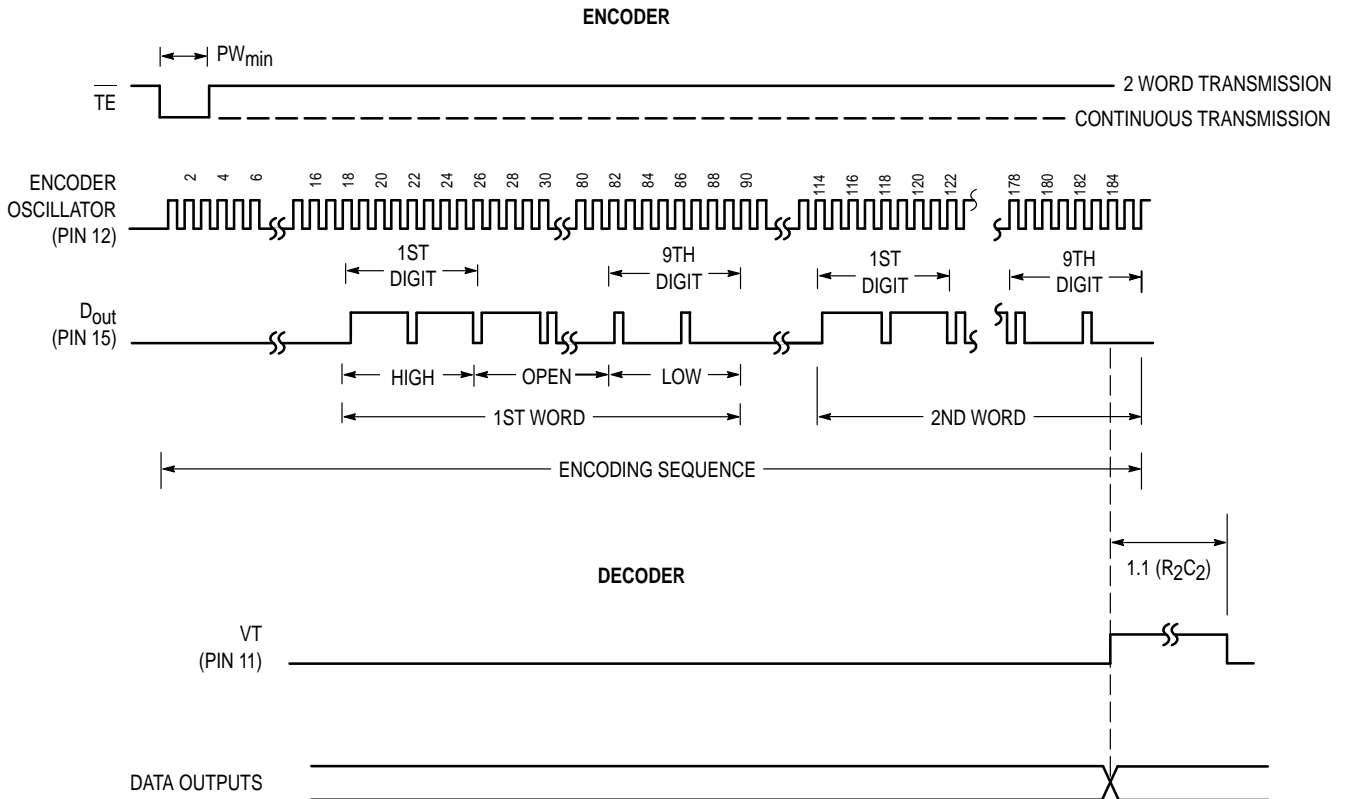 ENCODER
PWmin
TE
2 WORD TRANSMISSION
CONTINUOUS TRANSMISSION
ENCODER
OSCILLATOR
(PIN 12)
2 4 6 16 18 20 22 24 26 28 30 80 82 84 86 88 90 114 116 118 120 122 178 180 182 184
1ST
DIGIT
9TH
DIGIT
1ST
DIGIT
9TH
DIGIT
Dout
(PIN 15)
HIGH OPEN LOW
1ST WORD 2ND WORD
ENCODING SEQUENCE
1.1 (R2C2)
DECODER
VT
(PIN 11)
DATA OUTPUTS